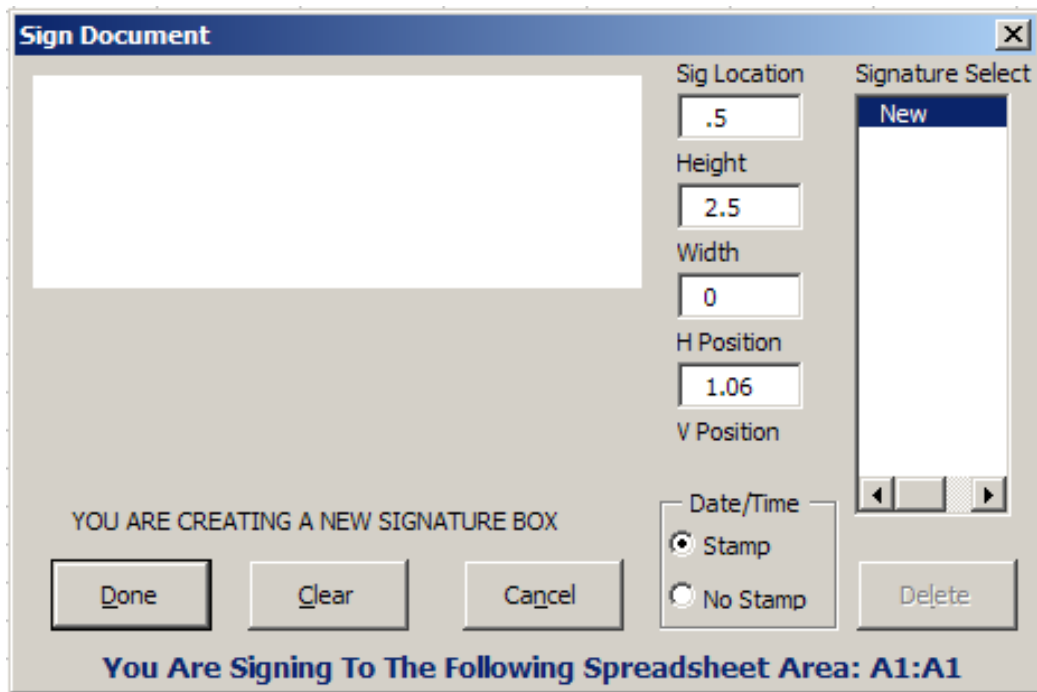 Sign Document
Sig Location
.5
Height
2.5
Width
0
H Position
1.06
V Position
Signature Select
New
YOU ARE CREATING A NEW SIGNATURE BOX
Date/Time
Stamp
No Stamp
Done
Clear
Cancel
Delete
You Are Signing To The Following Spreadsheet Area: A1:A1